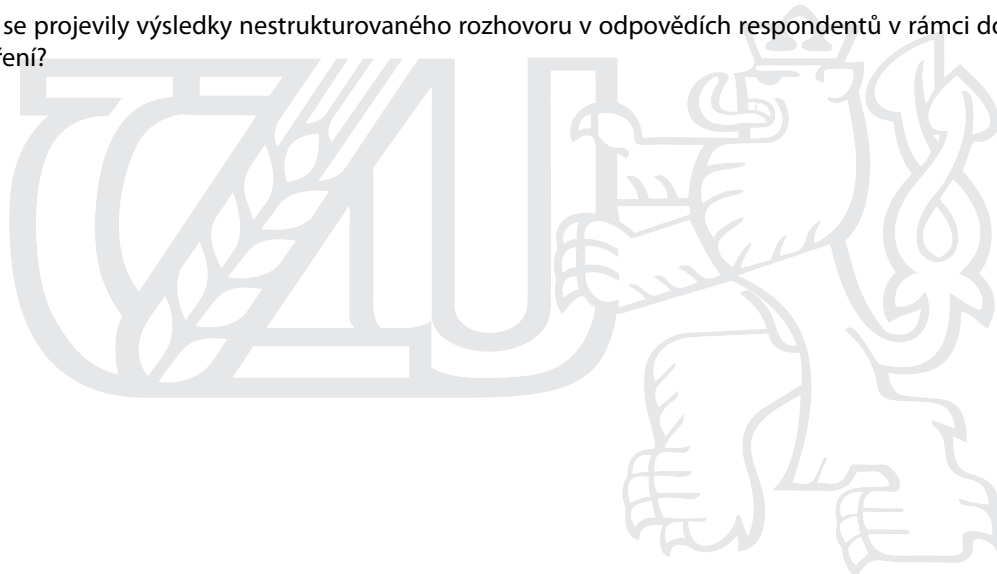 se projevily výsledky nestrukturovaného rozhovoru v odpovědích respondentů v rámci